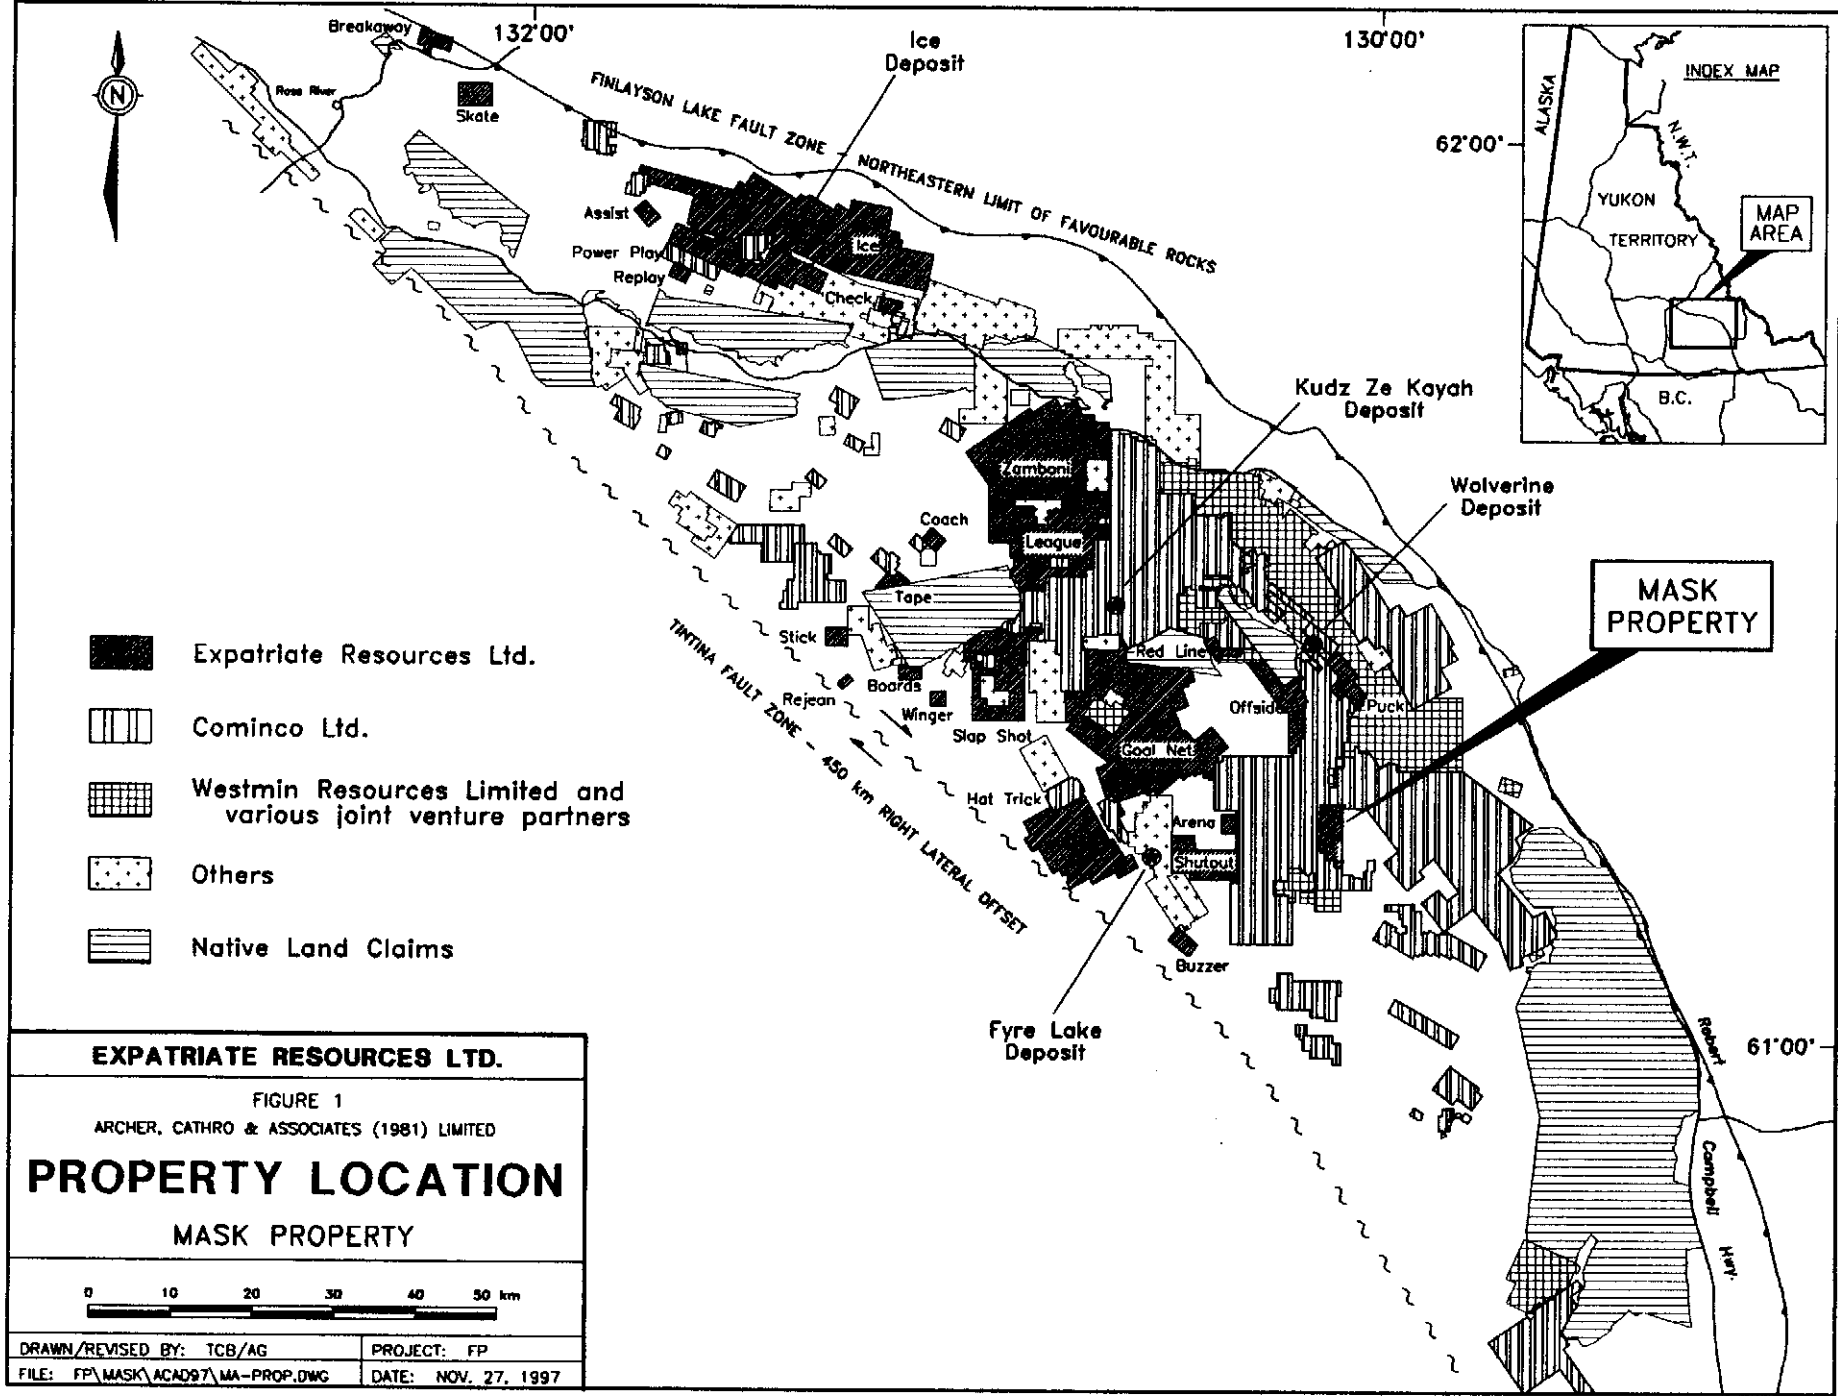 Breakaway
132°00'
Ice
Deposit
130°00'
INDEX MAP
ALASKA
N.W.T.
YUKON
TERRITORY
MAP
AREA
B.C.
62°00'
Ross River
Skate
FINLAYSON LAKE FAULT ZONE - NORTHEASTERN LIMIT OF FAVOURABLE ROCKS
Assist
Ice
Power Play
Replay
Check
Kudz Ze Kayah
Deposit
Zamboni
Wolverine
Deposit
Coach
League
MASK
PROPERTY
Tape
Stick
Red Line
Boards
Rejean
Winger
Offside
Puck
Slap Shot
Goal Net
TINTINA FAULT ZONE - 450 km RIGHT LATERAL OFFSET
Hat Trick
Arena
Shutout
Buzzer
Fyre Lake
Deposit
61°00'
Robert
Campbell
Hwy.
Expatriate Resources Ltd.
Cominco Ltd.
Westmin Resources Limited and
various joint venture partners
Others
Native Land Claims
EXPATRIATE RESOURCES LTD.
FIGURE 1
ARCHER, CATHRO & ASSOCIATES (1981) LIMITED
PROPERTY LOCATION
MASK PROPERTY
0 10 20 30 40 50 km
DRAWN/REVISED BY: TCB/AG
PROJECT: FP
FILE: FP\MASK\ACAD97\MA-PROP.DWG
DATE: NOV. 27, 1997
N